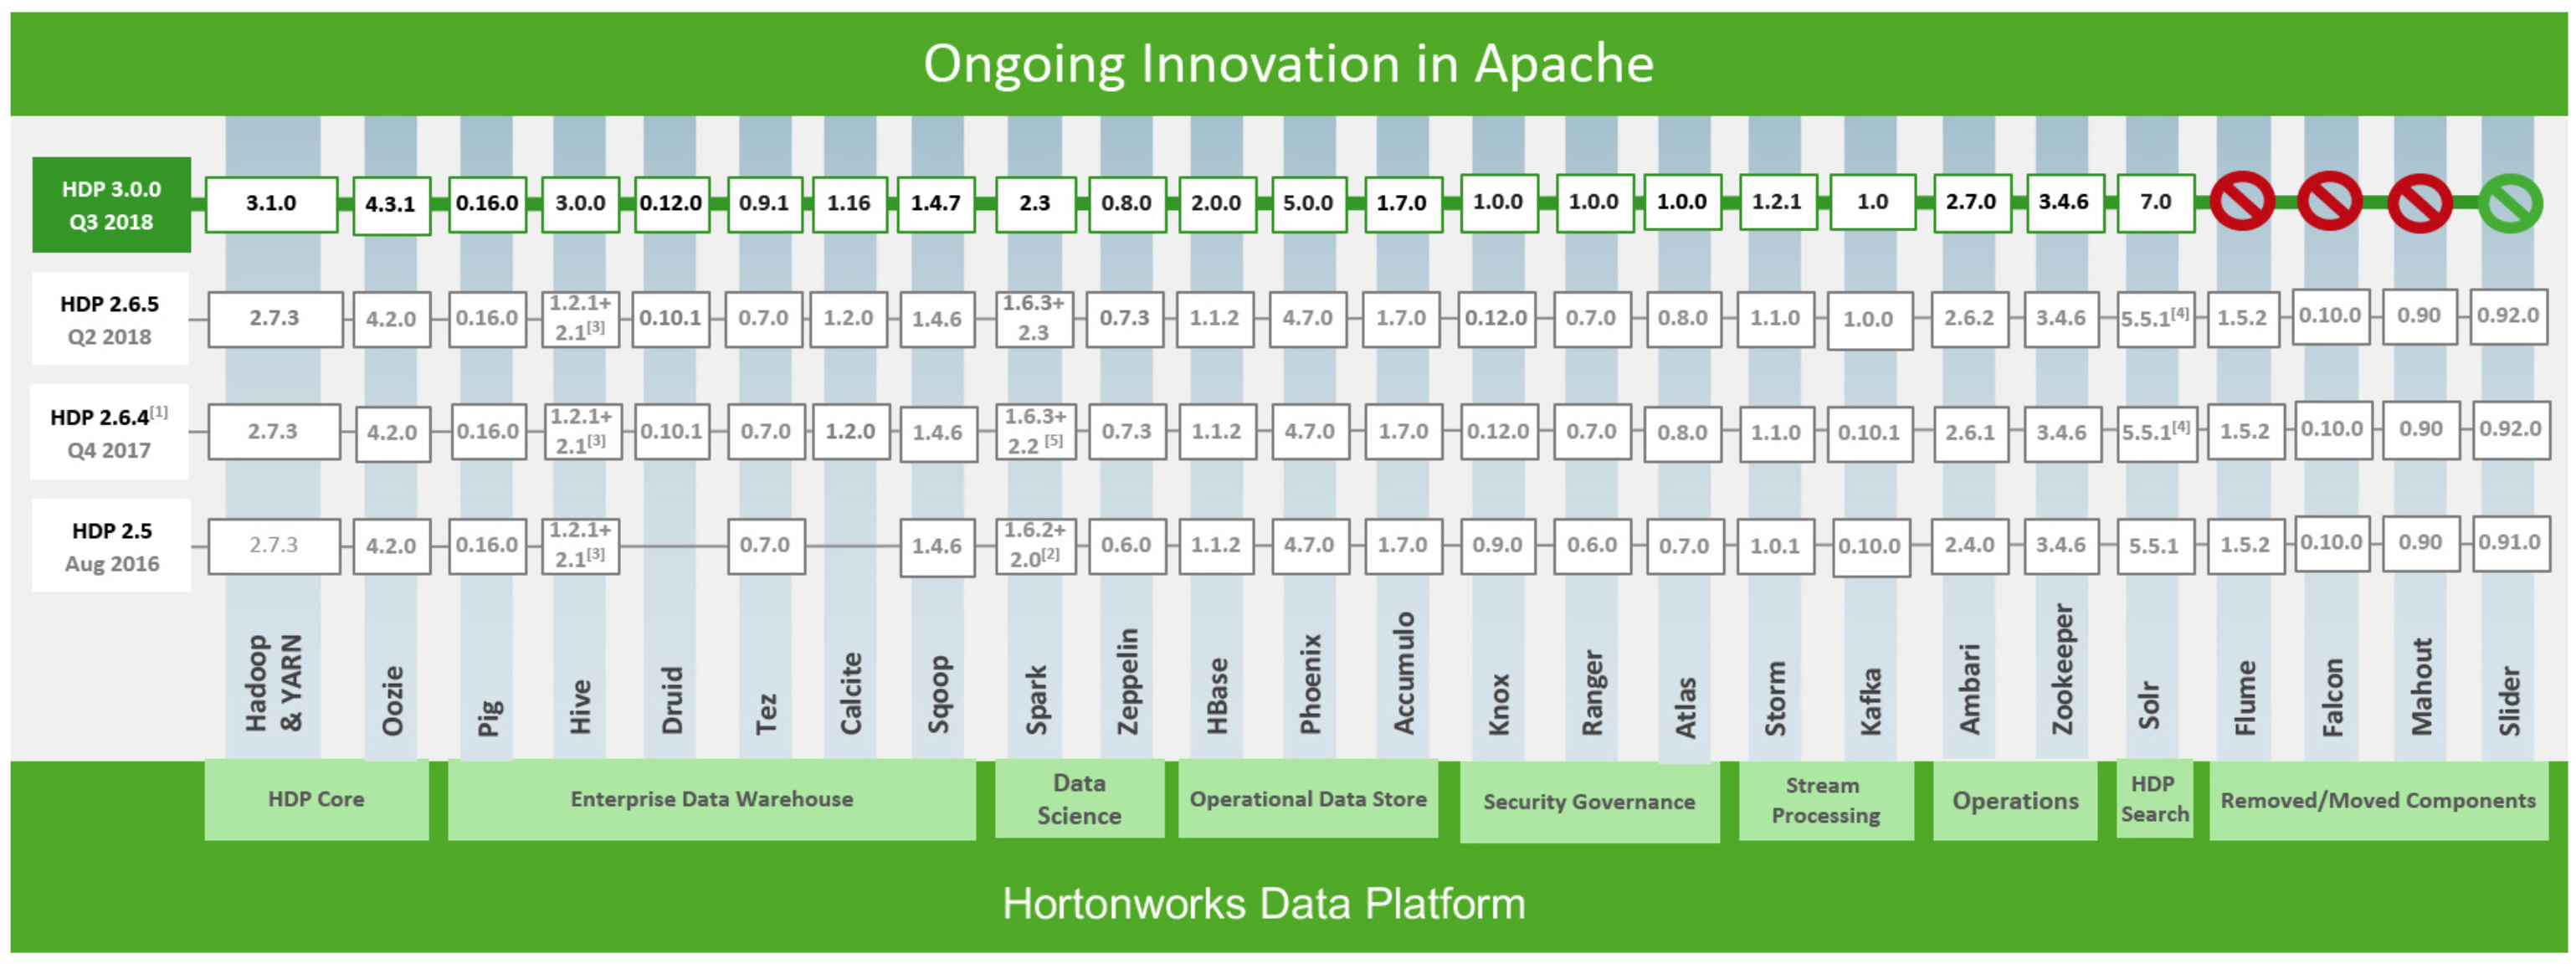 Ongoing Innovation in Apache
HDP 3.0.0
Q3 2018
3.1.0 4.3.1 0.16.0 3.0.0 0.12.0 0.9.1 1.16 1.4.7 2.3 0.8.0 2.0.0 5.0.0 1.7.0 1.0.0 1.0.0 1.0.0 1.2.1 1.0 2.7.0 3.4.6 7.0
HDP 2.6.5
Q2 2018
2.7.3 4.2.0 0.16.0 1.2.1+ 2.1[3] 0.10.1 0.7.0 1.2.0 1.4.6 1.6.3+ 2.3 0.7.3 1.1.2 4.7.0 1.7.0 0.12.0 0.7.0 0.8.0 1.1.0 1.0.0 2.6.2 3.4.6 5.5.1[4] 1.5.2 0.10.0 0.90 0.92.0
HDP 2.6.4[1]
Q4 2017
2.7.3 4.2.0 0.16.0 1.2.1+ 2.1[3] 0.10.1 0.7.0 1.2.0 1.4.6 1.6.3+ 2.2 [5] 0.7.3 1.1.2 4.7.0 1.7.0 0.12.0 0.7.0 0.8.0 1.1.0 0.10.1 2.6.1 3.4.6 5.5.1[4] 1.5.2 0.10.0 0.90 0.92.0
HDP 2.5
Aug 2016
2.7.3 4.2.0 0.16.0 1.2.1+ 2.1[3] 0.7.0 1.4.6 1.6.2+ 2.0[2] 0.6.0 1.1.2 4.7.0 1.7.0 0.9.0 0.6.0 0.7.0 1.0.1 0.10.0 2.4.0 3.4.6 5.5.1 1.5.2 0.10.0 0.90 0.91.0
Hadoop
& YARN
Oozie
Pig
Hive
Druid
Tez
Calcite
Sqoop
Spark
Zeppelin
HBase
Phoenix
Accumulo
Knox
Ranger
Atlas
Storm
Kafka
Ambari
Zookeeper
Solr
Flume
Falcon
Mahout
Slider
HDP Core
Enterprise Data Warehouse
Data
Science
Operational Data Store
Security Governance
Stream
Processing
Operations
HDP
Search
Removed/Moved Components
Hortonworks Data Platform